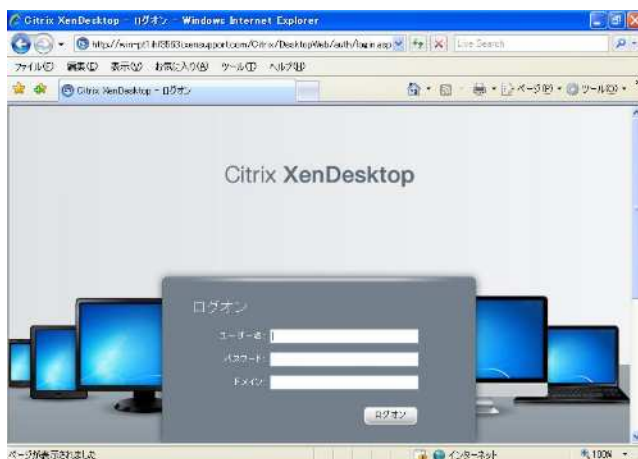 Citrix XenDesktop - ログオン - Windows Internet Explorer
Live Search
ファイル(F) 編集(E) 表示(V) お気に入り(A) ツール(T) ヘルプ(H)
Citrix XenDesktop - ログオン
ページ(P) ツール(O)
Citrix XenDesktop
ログオン
ユーザー名:
パスワード:
ドメイン:
ログオン
ページが表示されました
インターネット
100%